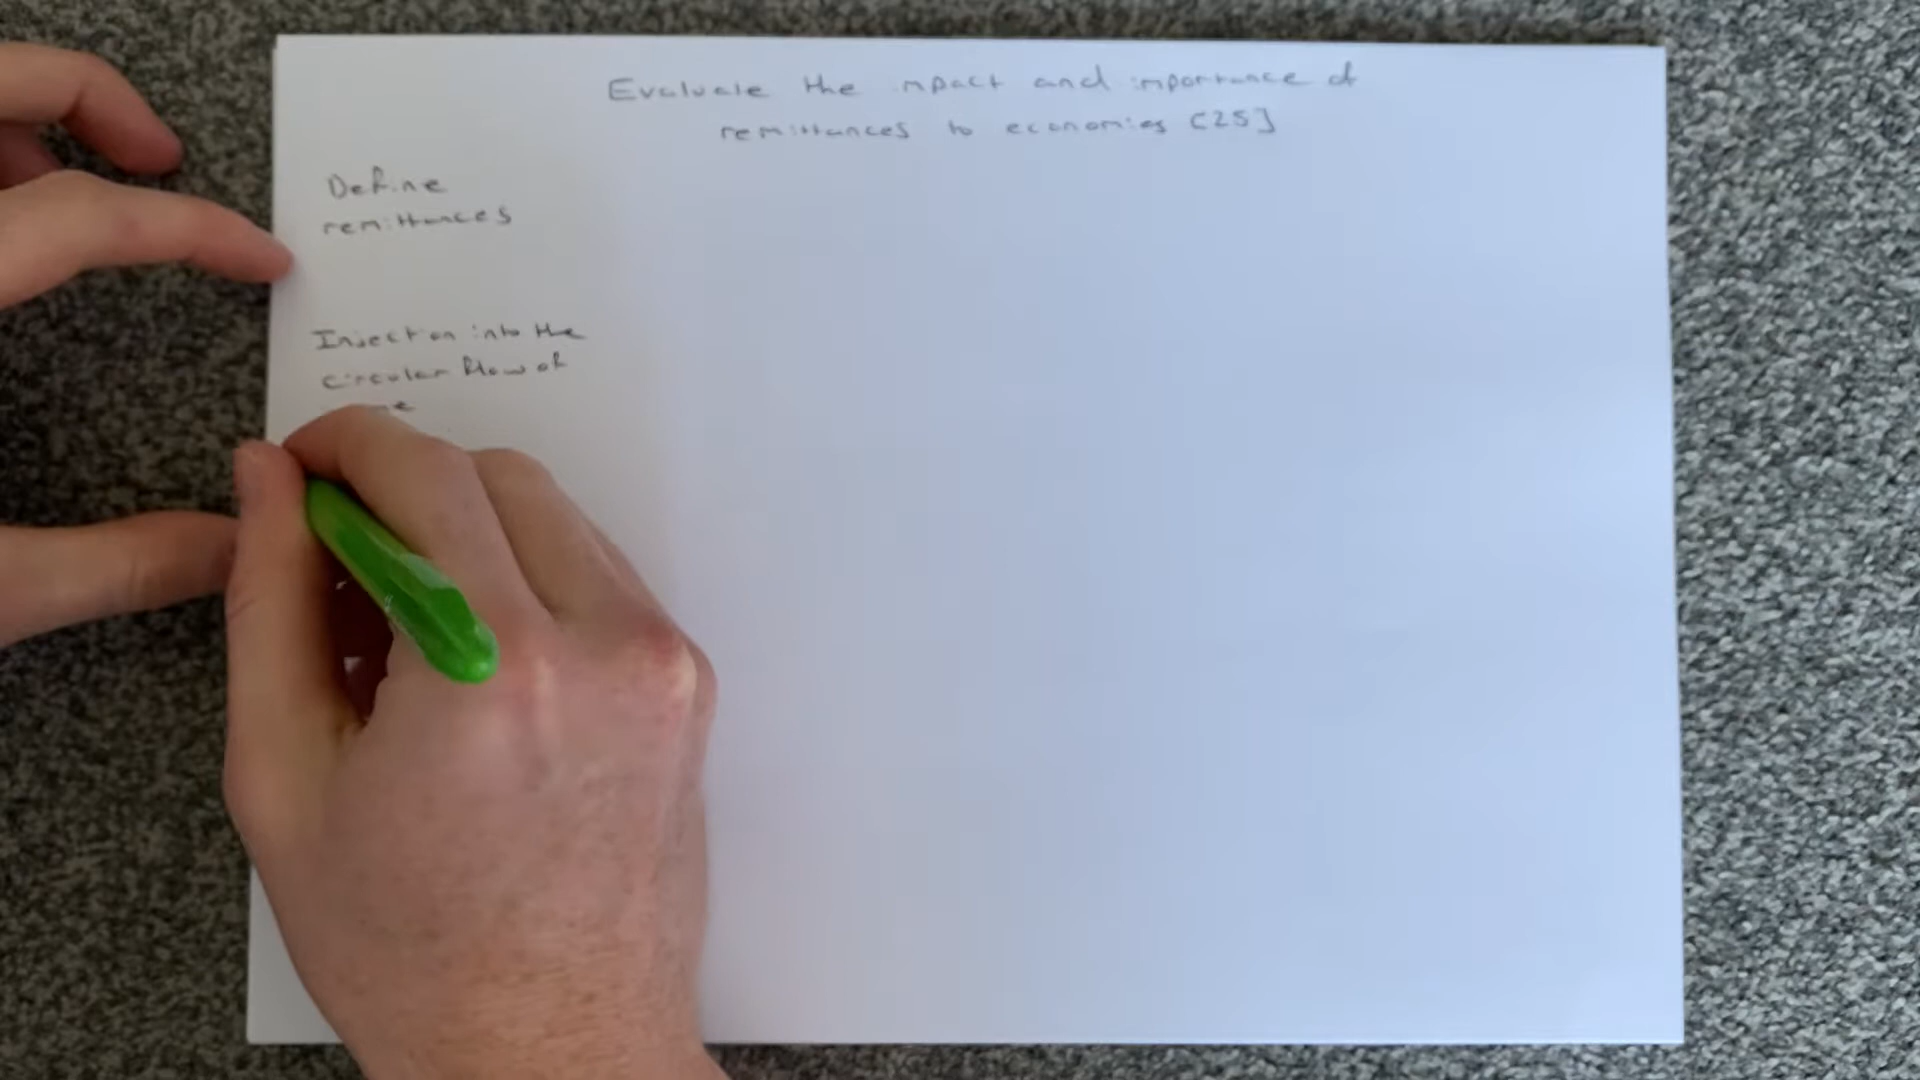 Evaluate the impact and importance of
remittances to economies [25]
Define
remittances
Injection into the
circular flow of